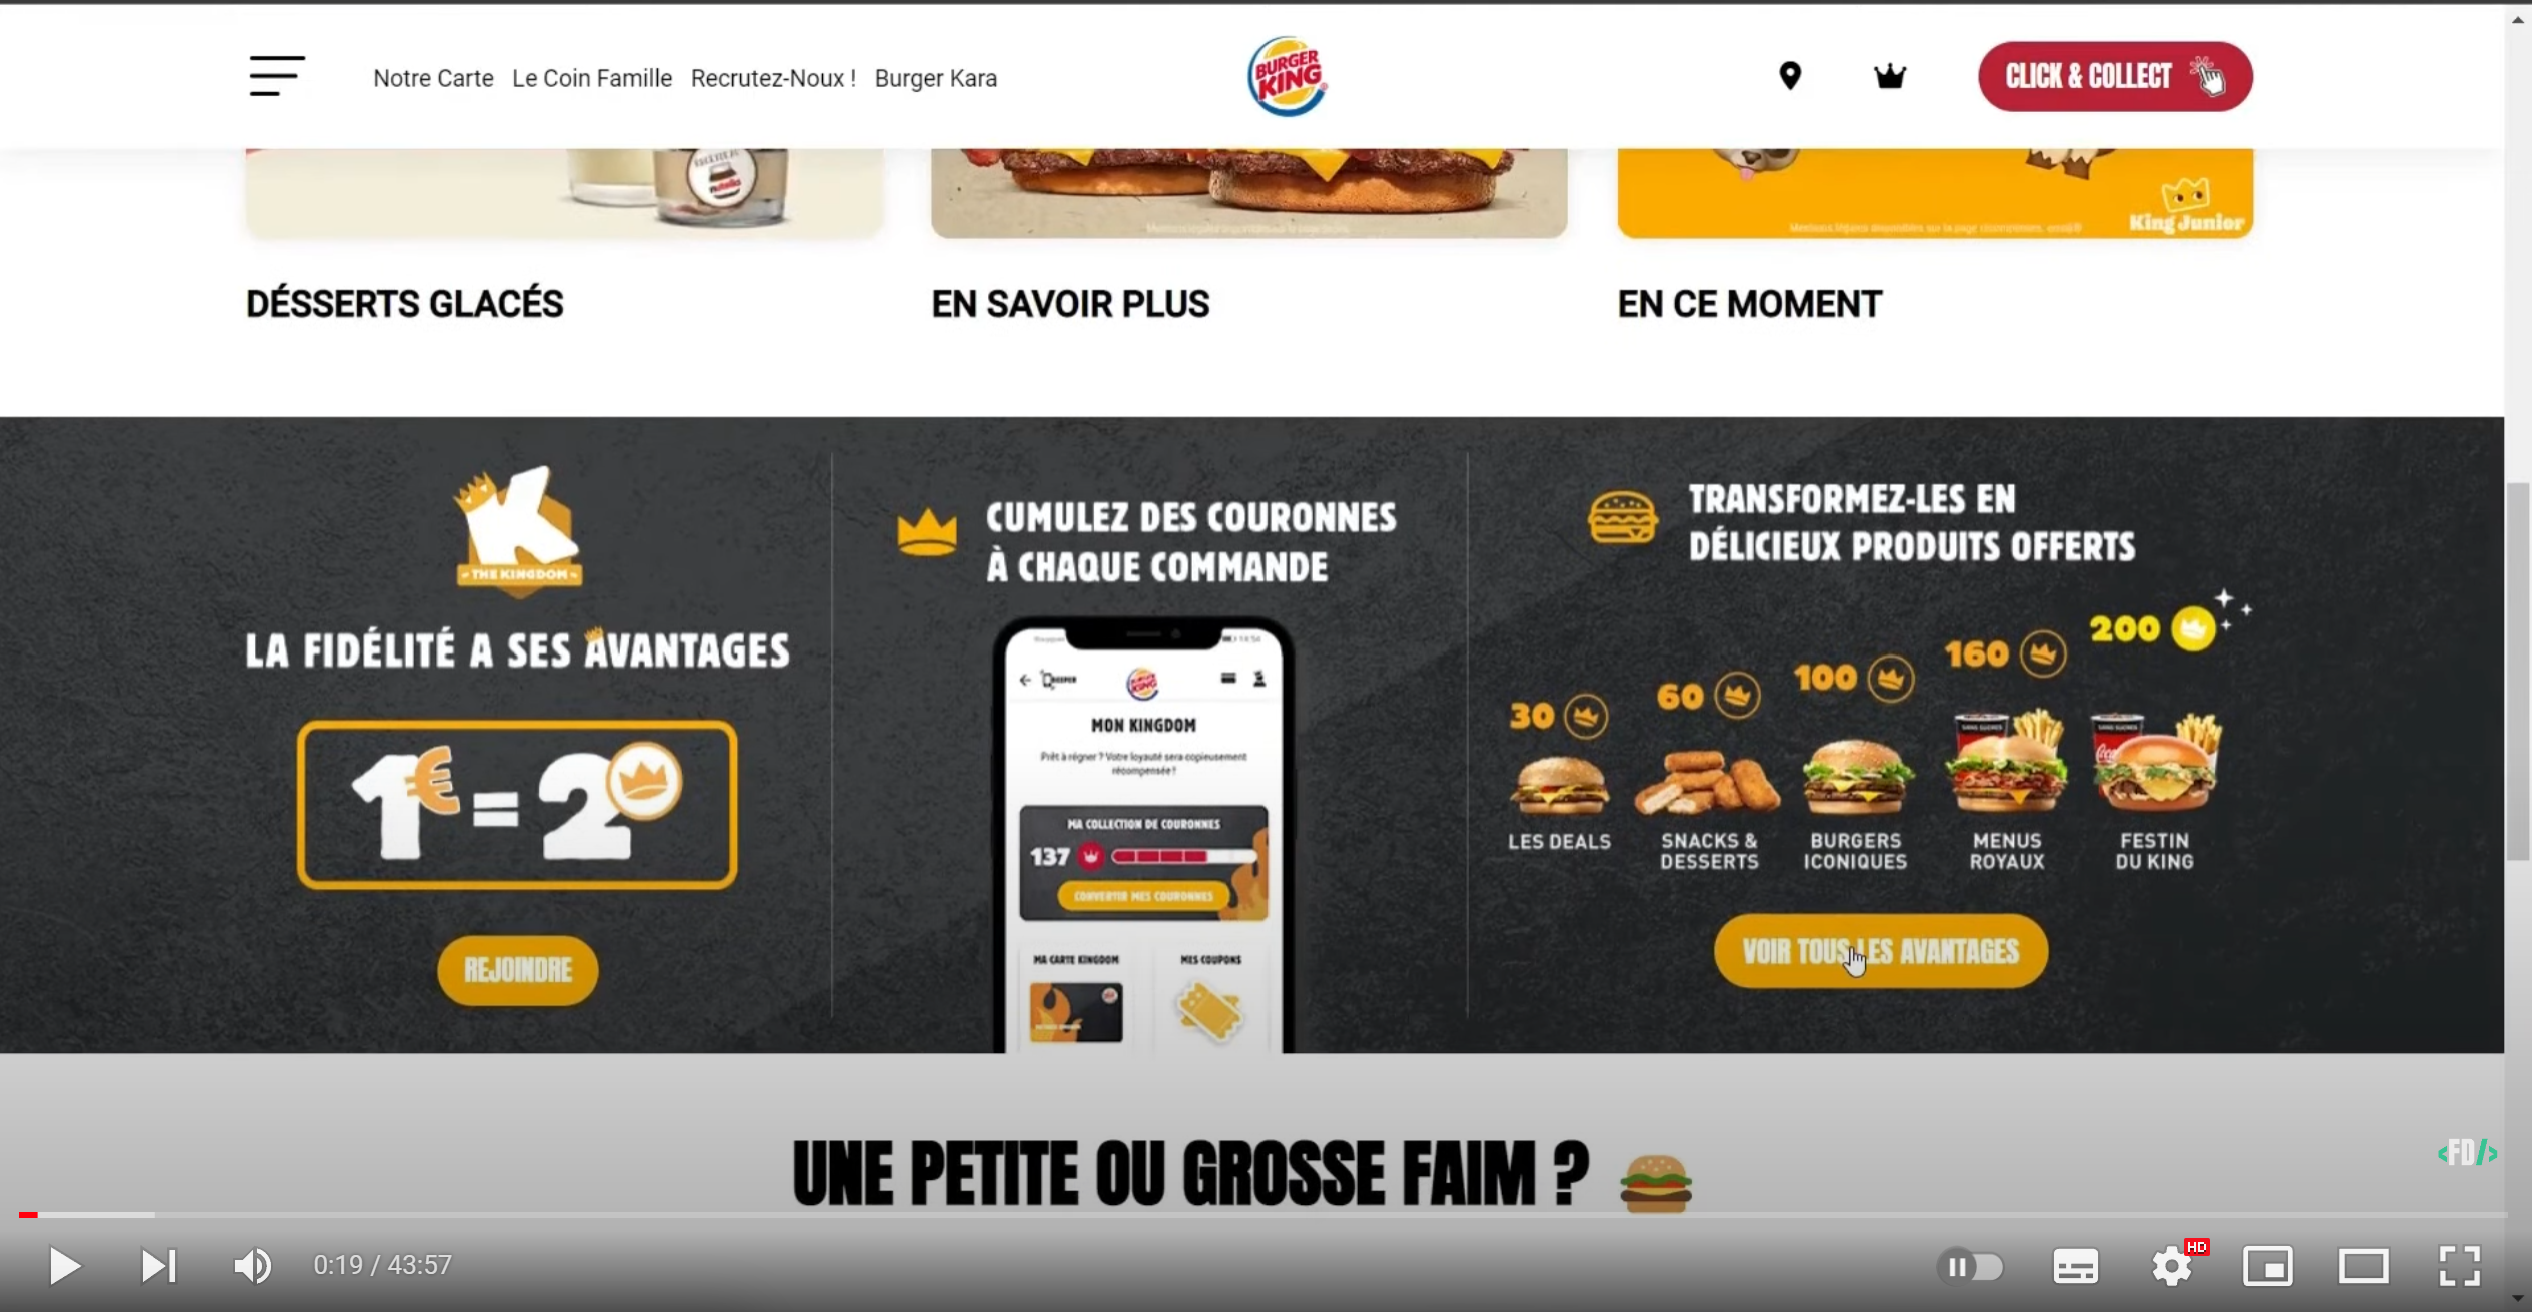 Notre Carte Le Coin Famille Recrutez-Noux ! Burger Kara
BURGER
KING
CLICK & COLLECT
nutella
King Junior
DÉSSERTS GLACÉS
EN SAVOIR PLUS
EN CE MOMENT
THE KINGDOM
LA FIDÉLITÉ A SES AVANTAGES
1€ = 2
REJOINDRE
CUMULEZ DES COURONNES
À CHAQUE COMMANDE
BURGER
KING
MON KINGDOM
Prêt à régner ? Votre loyauté sera copieusement
récompensée !
MA COLLECTION DE COURONNES
137
CONVERTIR MES COURONNES
MA CARTE KINGDOM
MES COUPONS
TRANSFORMEZ-LES EN
DÉLICIEUX PRODUITS OFFERTS
30
60
100
160
200
LES DEALS
SNACKS &
DESSERTS
BURGERS
ICONIQUES
MENUS
ROYAUX
FESTIN
DU KING
VOIR TOUS LES AVANTAGES
UNE PETITE OU GROSSE FAIM ?
<FD/>
0:19 / 43:57
HD